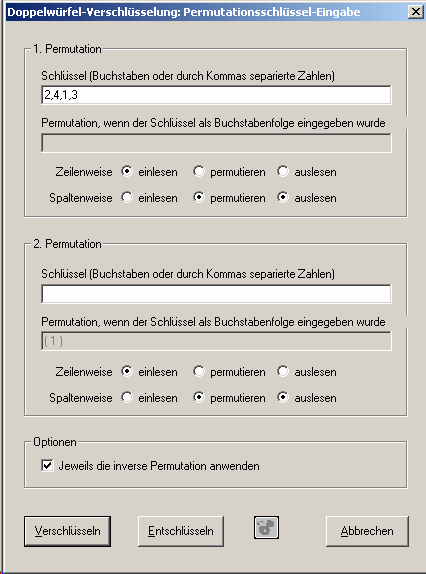 Doppelwürfel-Verschlüsselung: Permutationsschlüssel-Eingabe
1. Permutation
Schlüssel (Buchstaben oder durch Kommas separierte Zahlen)
2,4,1,3
Permutation, wenn der Schlüssel als Buchstabenfolge eingegeben wurde
Zeilenweise einlesen permutieren auslesen
Spaltenweise einlesen permutieren auslesen
2. Permutation
Schlüssel (Buchstaben oder durch Kommas separierte Zahlen)
Permutation, wenn der Schlüssel als Buchstabenfolge eingegeben wurde
( 1 )
Zeilenweise einlesen permutieren auslesen
Spaltenweise einlesen permutieren auslesen
Optionen
Jeweils die inverse Permutation anwenden
Verschlüsseln Entschlüsseln Abbrechen